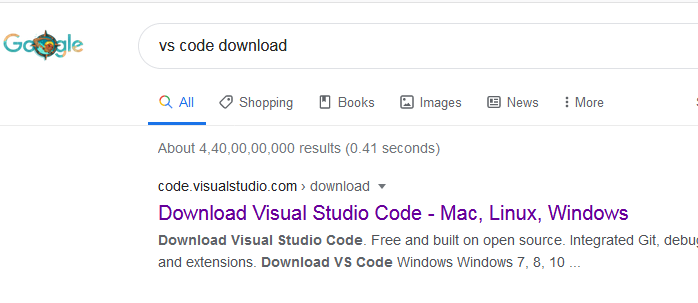 Google
vs code download
All Shopping Books Images News More
About 4,40,00,00,000 results (0.41 seconds)
code.visualstudio.com › download
Download Visual Studio Code - Mac, Linux, Windows
Download Visual Studio Code. Free and built on open source. Integrated Git, debu
and extensions. Download VS Code Windows Windows 7, 8, 10 ...